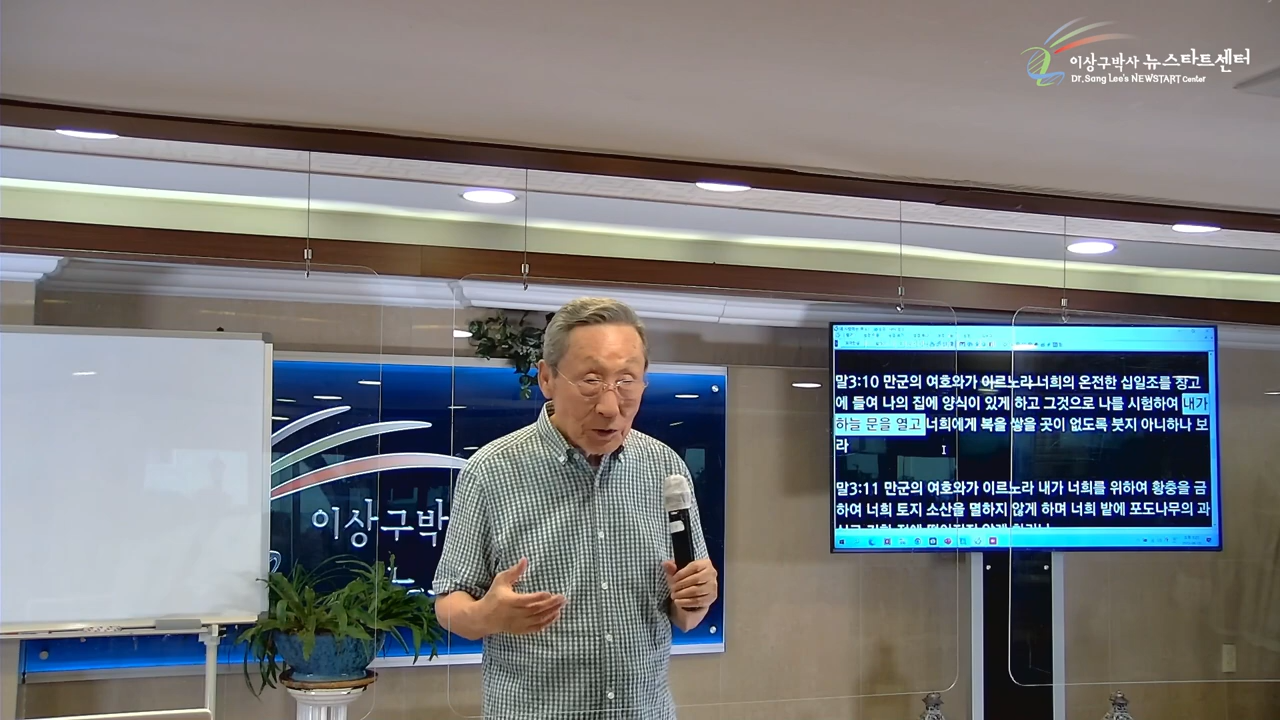 이상구박사 뉴스타트센터
Dr. Sang Lee's NEWSTART Center
이상구박
말3:10 만군의 여호와가 이르노라 너희의 온전한 십일조를 창고
에 들여 나의 집에 양식이 있게 하고 그것으로 나를 시험하여 내가
하늘 문을 열고 너희에게 복을 쌓을 곳이 없도록 붓지 아니하나 보
라
말3:11 만군의 여호와가 이르노라 내가 너희를 위하여 황충을 금
하여 너희 토지 소산을 멸하지 않게 하며 너희 밭에 포도나무의 과